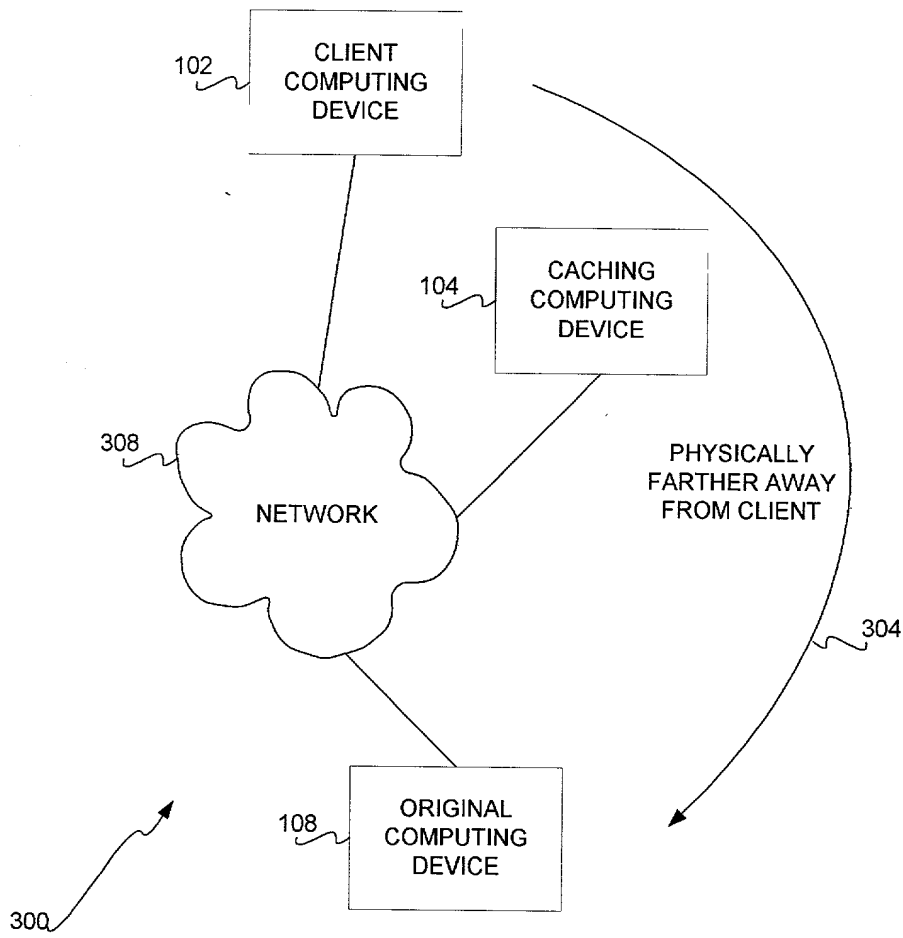 102
CLIENT
COMPUTING
DEVICE
104
CACHING
COMPUTING
DEVICE
308
NETWORK
PHYSICALLY
FARTHER AWAY
FROM CLIENT
304
108
ORIGINAL
COMPUTING
DEVICE
300